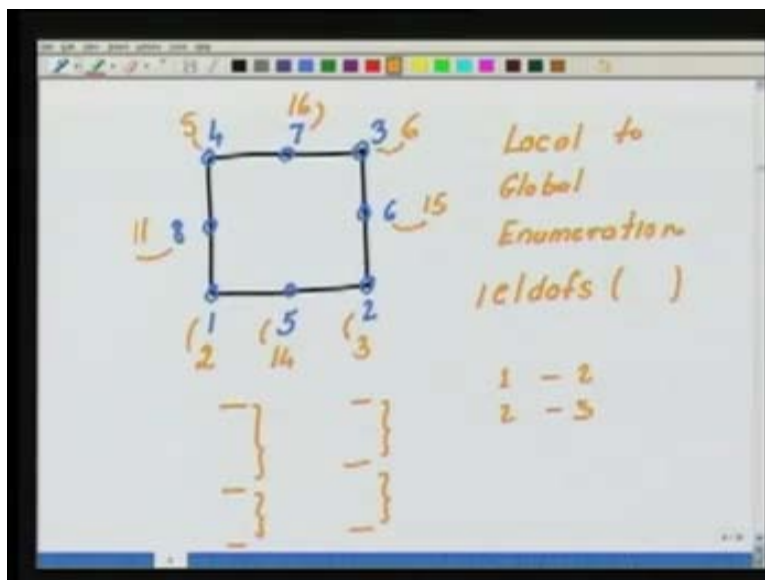 16)
5 4 7 3 6
11 8 6 15
1 5 2
(2 (14 (3
Local to
Global
Enumeration
ieldofs ( )
1 - 2
2 - 3